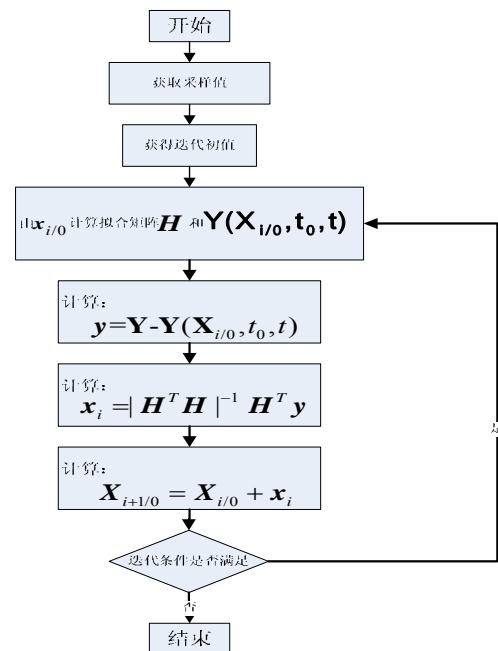 开始
获取采样值
获得迭代初值
由x_{i/0}计算拟合矩阵H 和Y(X_{i/0},t_0,t)
计算：
y=Y-Y(X_{i/0},t_0,t)
计算：
x_i=|H^T H|^{-1} H^T y
计算：
X_{i+1/0} = X_{i/0} + x_i
迭代条件是否满足
是
否
结束